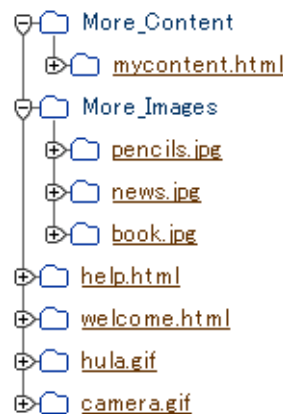 More_Content
mycontent.html
More_Images
pencils.jpg
news.jpg
book.jpg
help.html
welcome.html
hula.gif
camera.gif